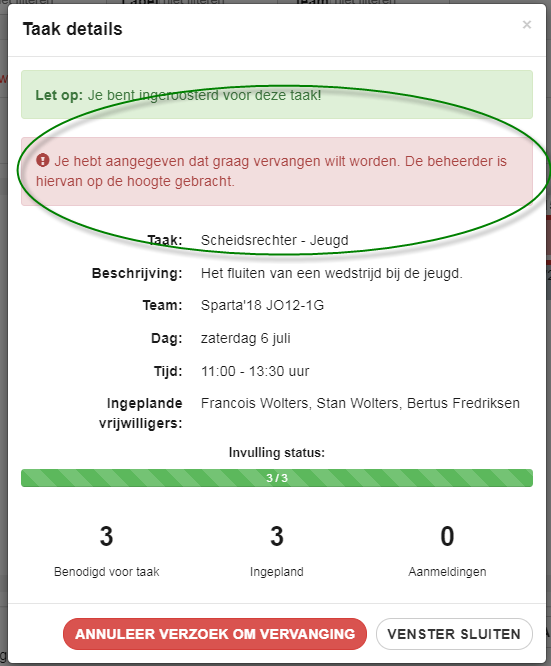 Taak details
×
Let op: Je bent ingeroosterd voor deze taak!
Je hebt aangegeven dat graag vervangen wilt worden. De beheerder is
hiervan op de hoogte gebracht.
Taak: Scheidsrechter - Jeugd
Beschrijving: Het fluiten van een wedstrijd bij de jeugd.
Team: Sparta'18 JO12-1G
Dag: zaterdag 6 juli
Tijd: 11:00 - 13:30 uur
Ingeplande Francois Wolters, Stan Wolters, Bertus Fredriksen
vrijwilligers:
Invulling status:
3 / 3
3 3 0
Benodigd voor taak Ingepland Aanmeldingen
ANNULEER VERZOEK OM VERVANGING VENSTER SLUITEN